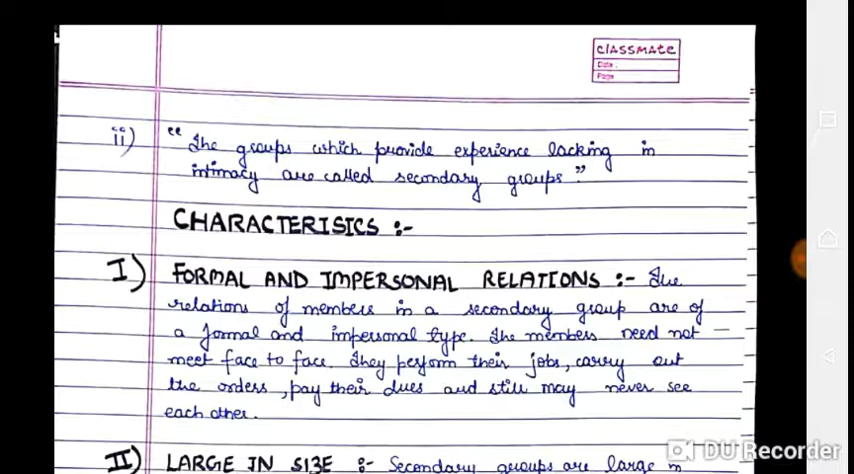 CLASSMATE
Date :
Page
ii) "The groups which provide experience lacking in
intimacy are called secondary groups"
CHARACTERISICS :-
I) FORMAL AND IMPERSONAL RELATIONS :- The
relations of members in a secondary group are of
a formal and impersonal type. The members need not
meet face to face. They perform their jobs, carry out
the orders, pay their dues and still may never see
each other.
II) LARGE IN SIZE :- Secondary groups are large in
DU Recorder